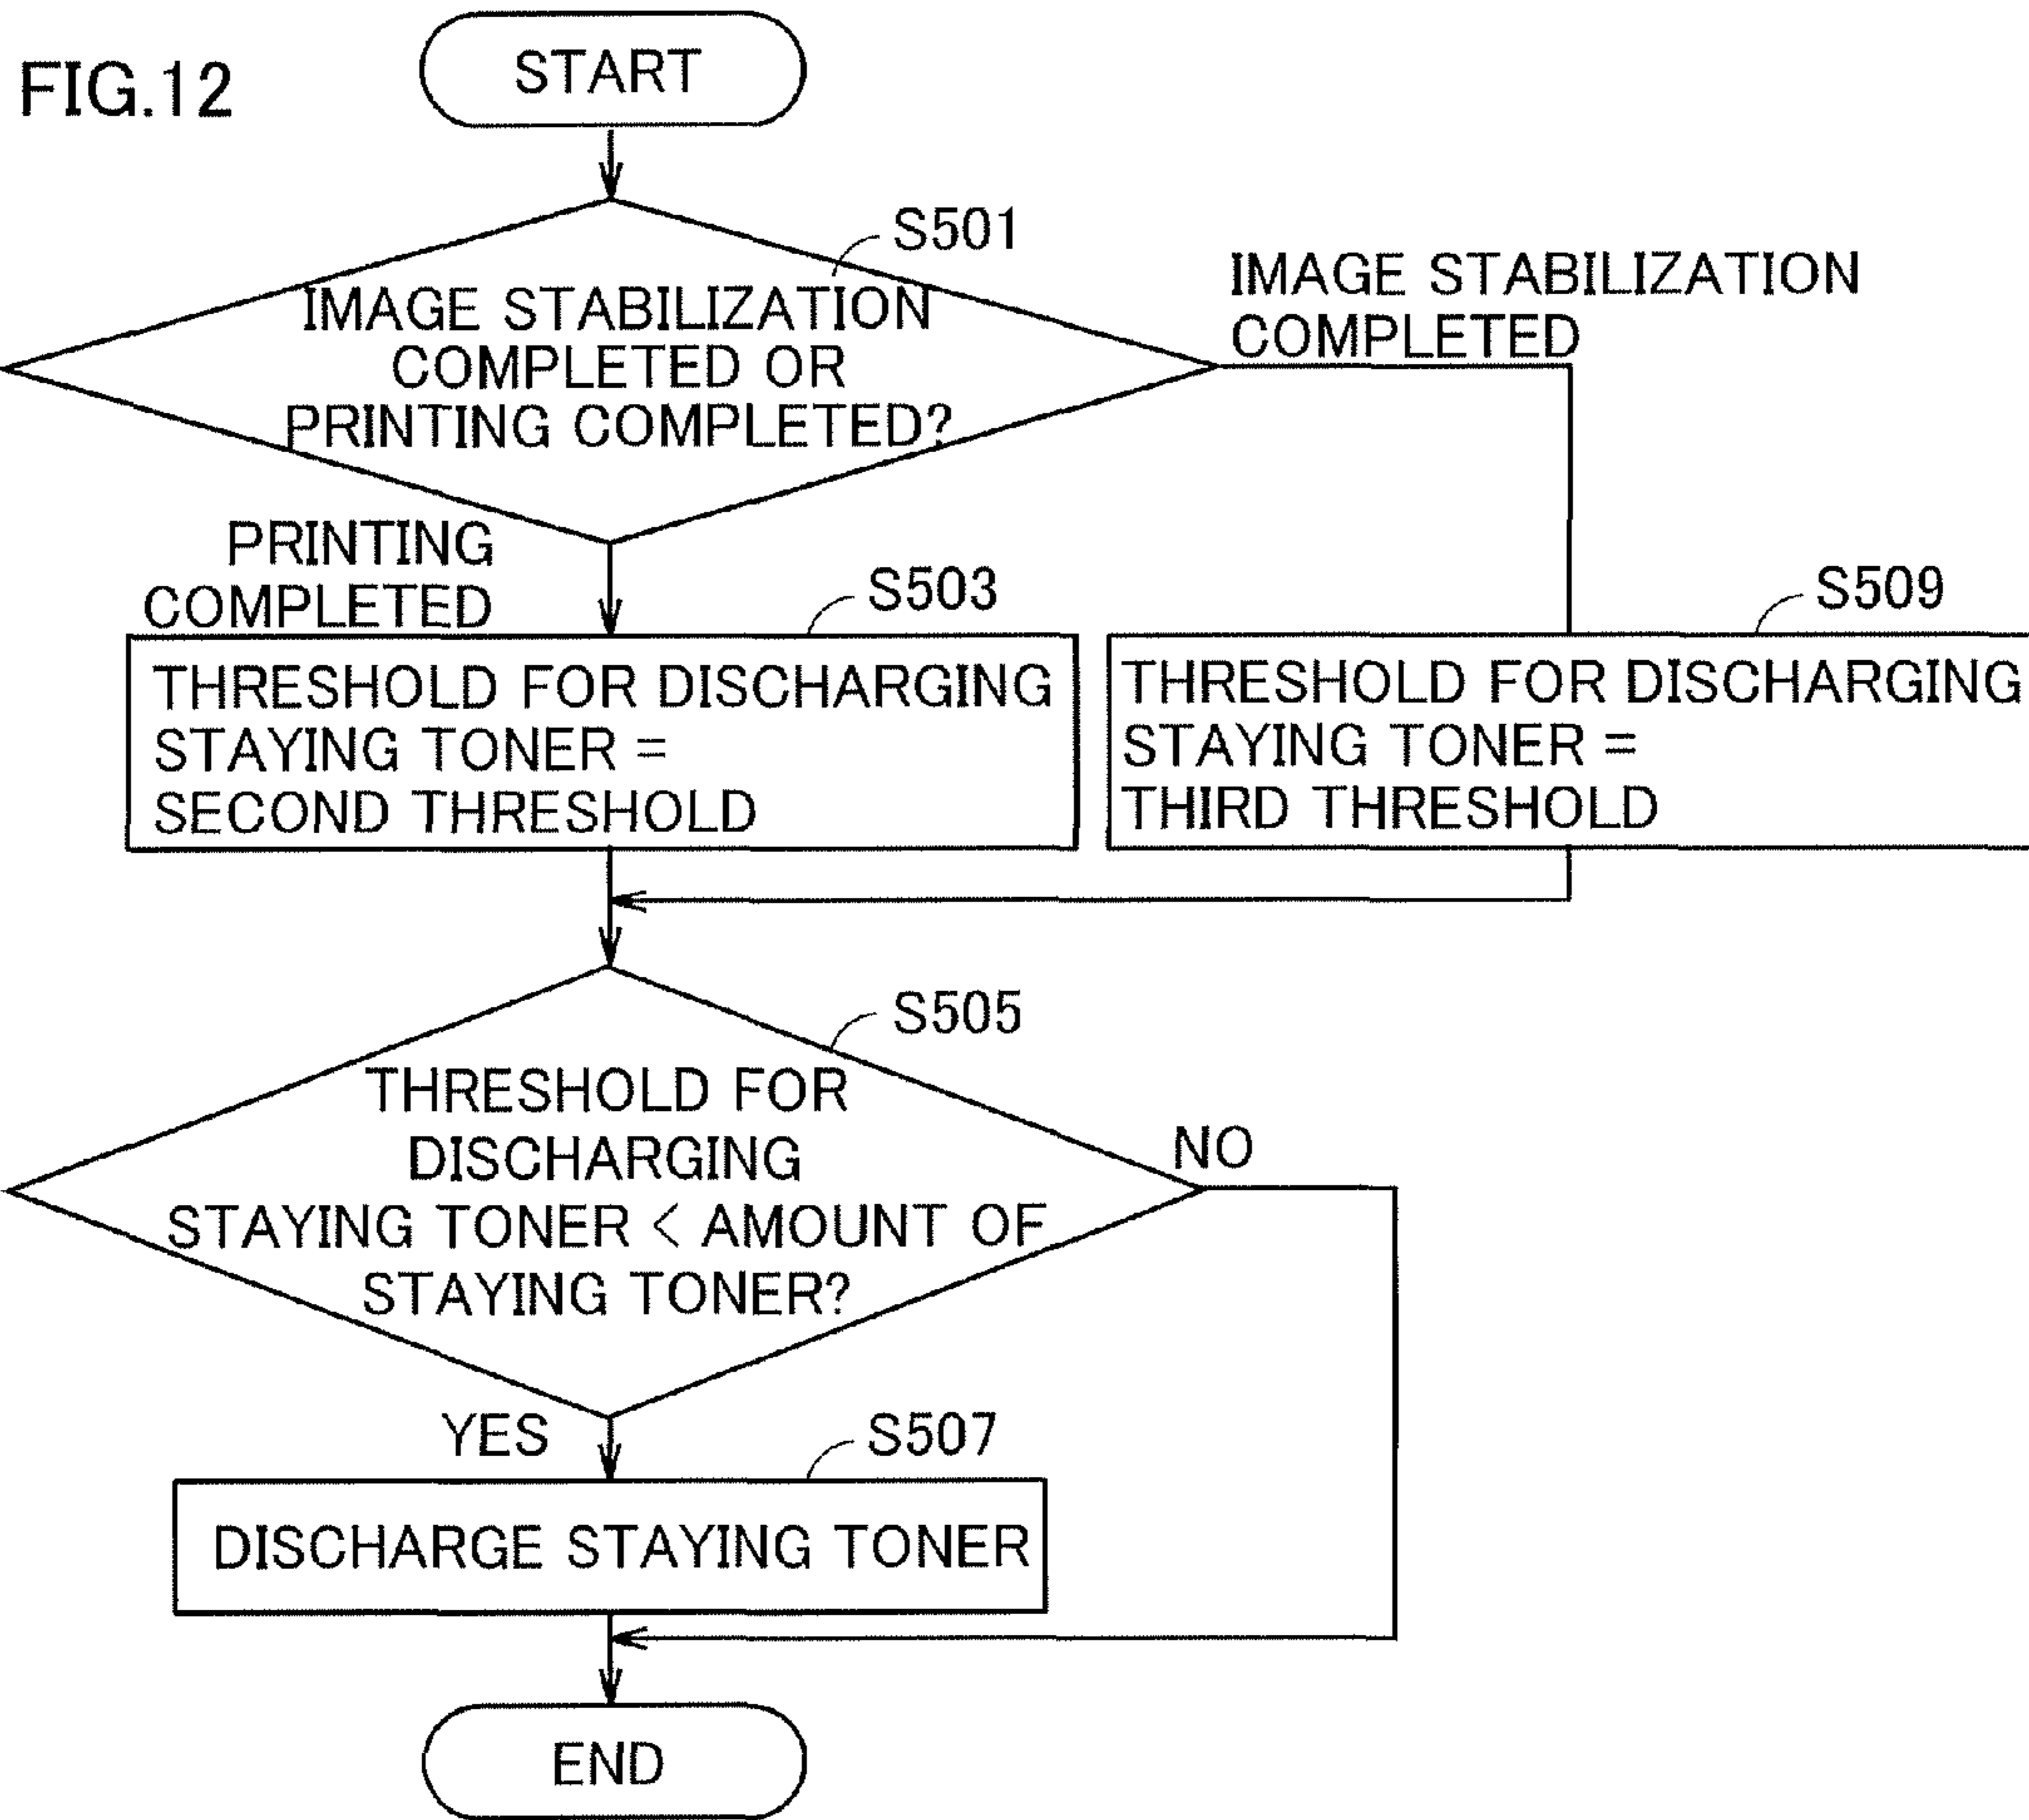 FIG.12
START
S501
IMAGE STABILIZATION
COMPLETED OR
PRINTING COMPLETED?
IMAGE STABILIZATION
COMPLETED
PRINTING
COMPLETED
S503
THRESHOLD FOR DISCHARGING
STAYING TONER =
SECOND THRESHOLD
S509
THRESHOLD FOR DISCHARGING
STAYING TONER =
THIRD THRESHOLD
S505
THRESHOLD FOR
DISCHARGING
STAYING TONER < AMOUNT OF
STAYING TONER?
NO
YES
S507
DISCHARGE STAYING TONER
END